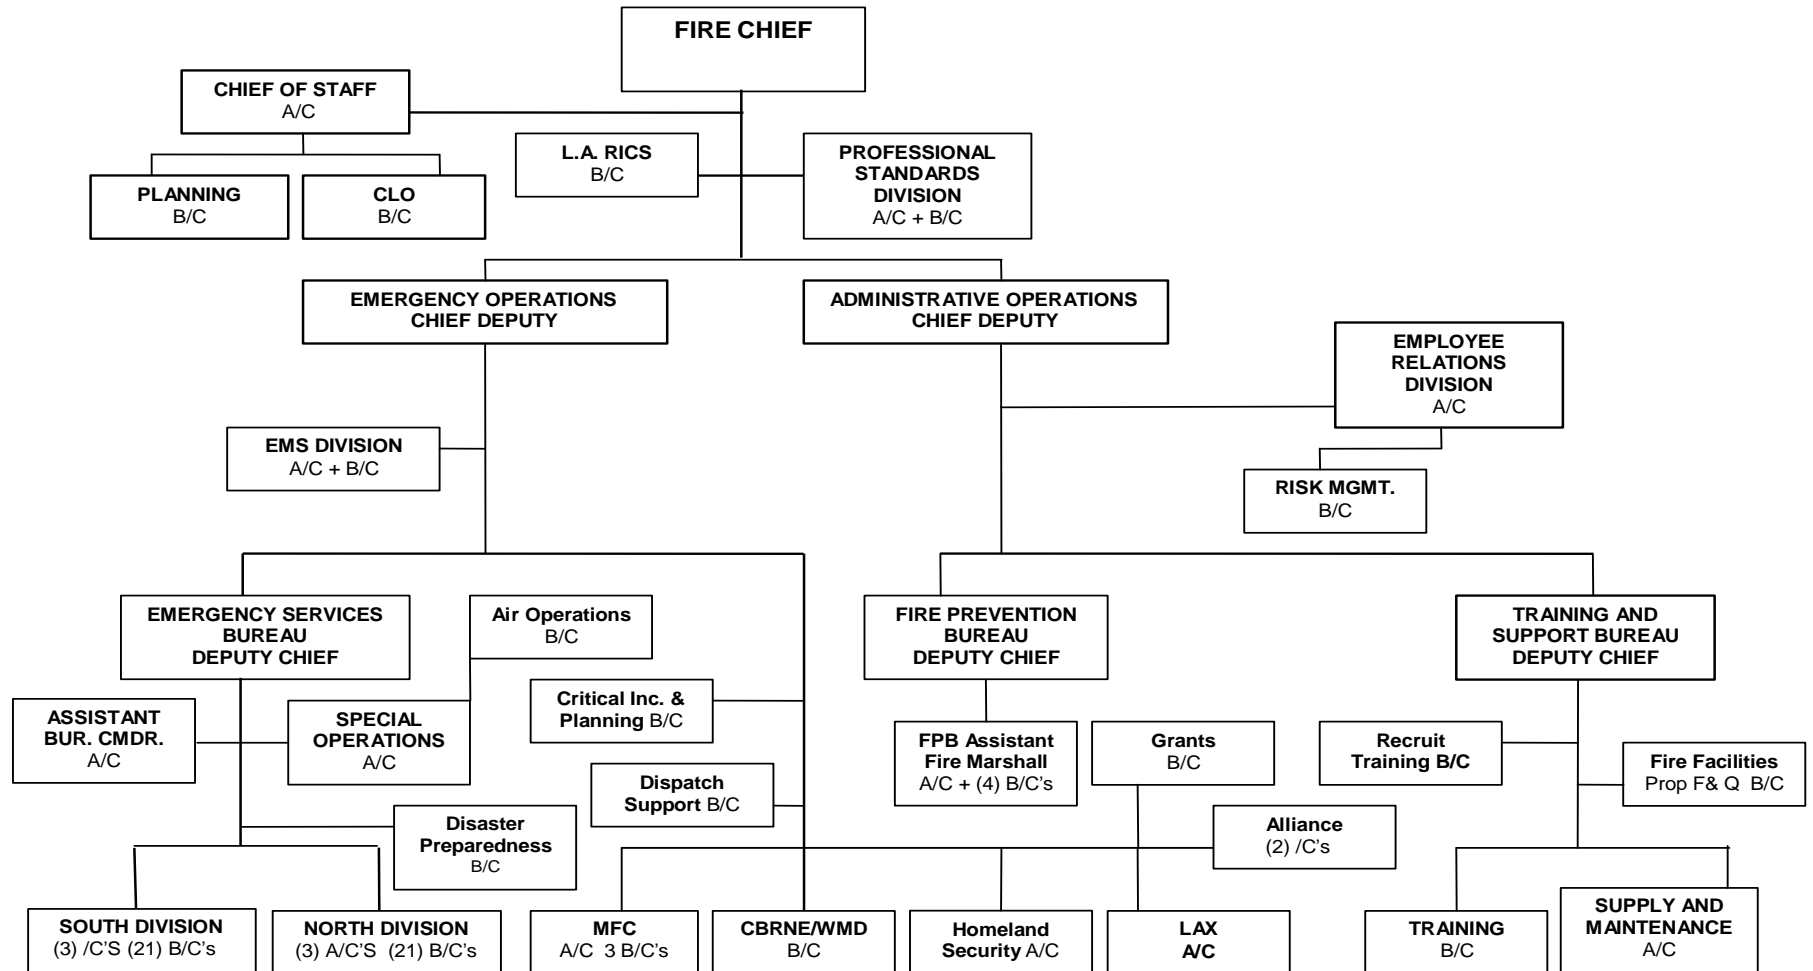 FIRE CHIEF
CHIEF OF STAFF
A/C
L.A. RICS
B/C
PROFESSIONAL
STANDARDS
DIVISION
A/C + B/C
PLANNING
B/C
CLO
B/C
EMERGENCY OPERATIONS
CHIEF DEPUTY
ADMINISTRATIVE OPERATIONS
CHIEF DEPUTY
EMPLOYEE
RELATIONS
DIVISION
A/C
EMS DIVISION
A/C + B/C
RISK MGMT.
B/C
EMERGENCY SERVICES
BUREAU
DEPUTY CHIEF
Air Operations
B/C
FIRE PREVENTION
BUREAU
DEPUTY CHIEF
TRAINING AND
SUPPORT BUREAU
DEPUTY CHIEF
ASSISTANT
BUR. CMDR.
A/C
SPECIAL
OPERATIONS
A/C
Critical Inc. &
Planning B/C
FPB Assistant
Fire Marshall
A/C + (4) B/C's
Grants
B/C
Recruit
Training B/C
Fire Facilities
Prop F& Q B/C
Dispatch
Support B/C
Disaster
Preparedness
B/C
Alliance
(2) /C's
SOUTH DIVISION
(3) /C'S (21) B/C's
NORTH DIVISION
(3) A/C'S (21) B/C's
MFC
A/C 3 B/C's
CBRNE/WMD
B/C
Homeland
Security A/C
LAX
A/C
TRAINING
B/C
SUPPLY AND
MAINTENANCE
A/C